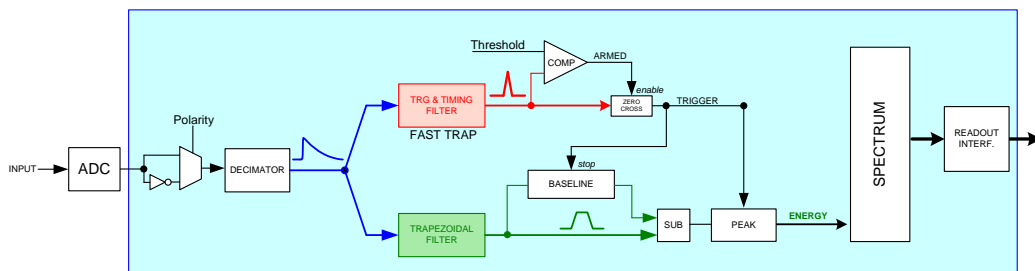 Threshold
COMP
ARMED
enable
TRG & TIMING
FILTER
FAST TRAP
ZERO
CROSS
TRIGGER
Polarity
INPUT
ADC
DECIMATOR
stop
BASELINE
TRAPEZOIDAL
FILTER
SUB
PEAK
ENERGY
SPECTRUM
READOUT
INTERF.